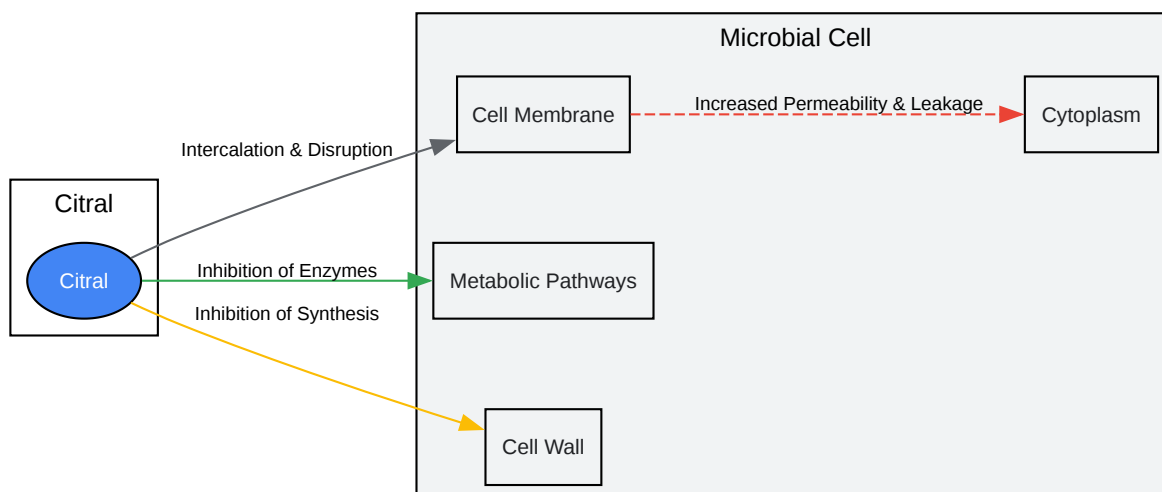 Microbial Cell
Cell Membrane
Increased Permeability & Leakage
Cytoplasm
Intercalation & Disruption
Citral
Citral
Inhibition of Enzymes
Metabolic Pathways
Inhibition of Synthesis
Cell Wall